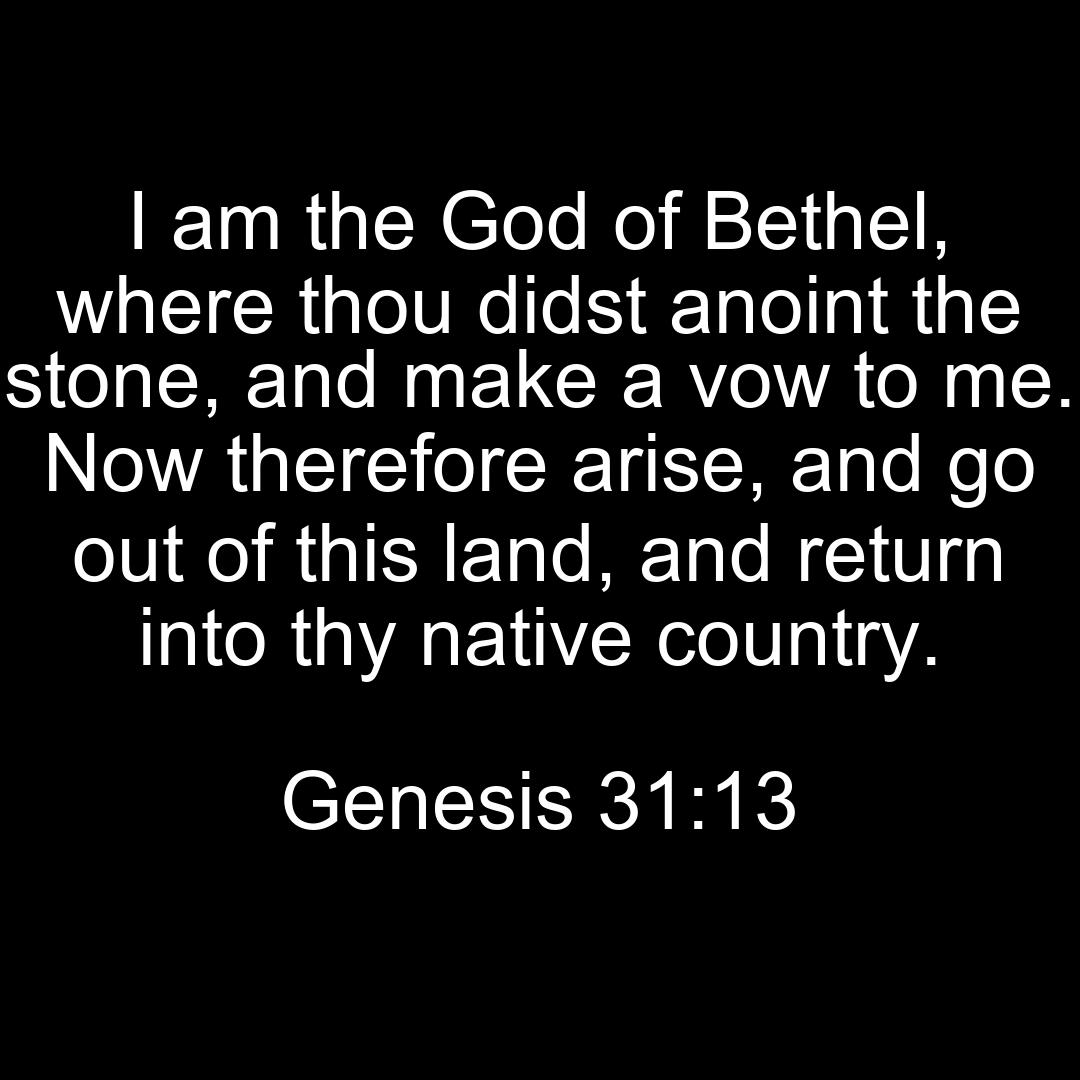 I am the God of Bethel,
where thou didst anoint the
stone, and make a vow to me.
Now therefore arise, and go
out of this land, and return
into thy native country.
Genesis 31:13